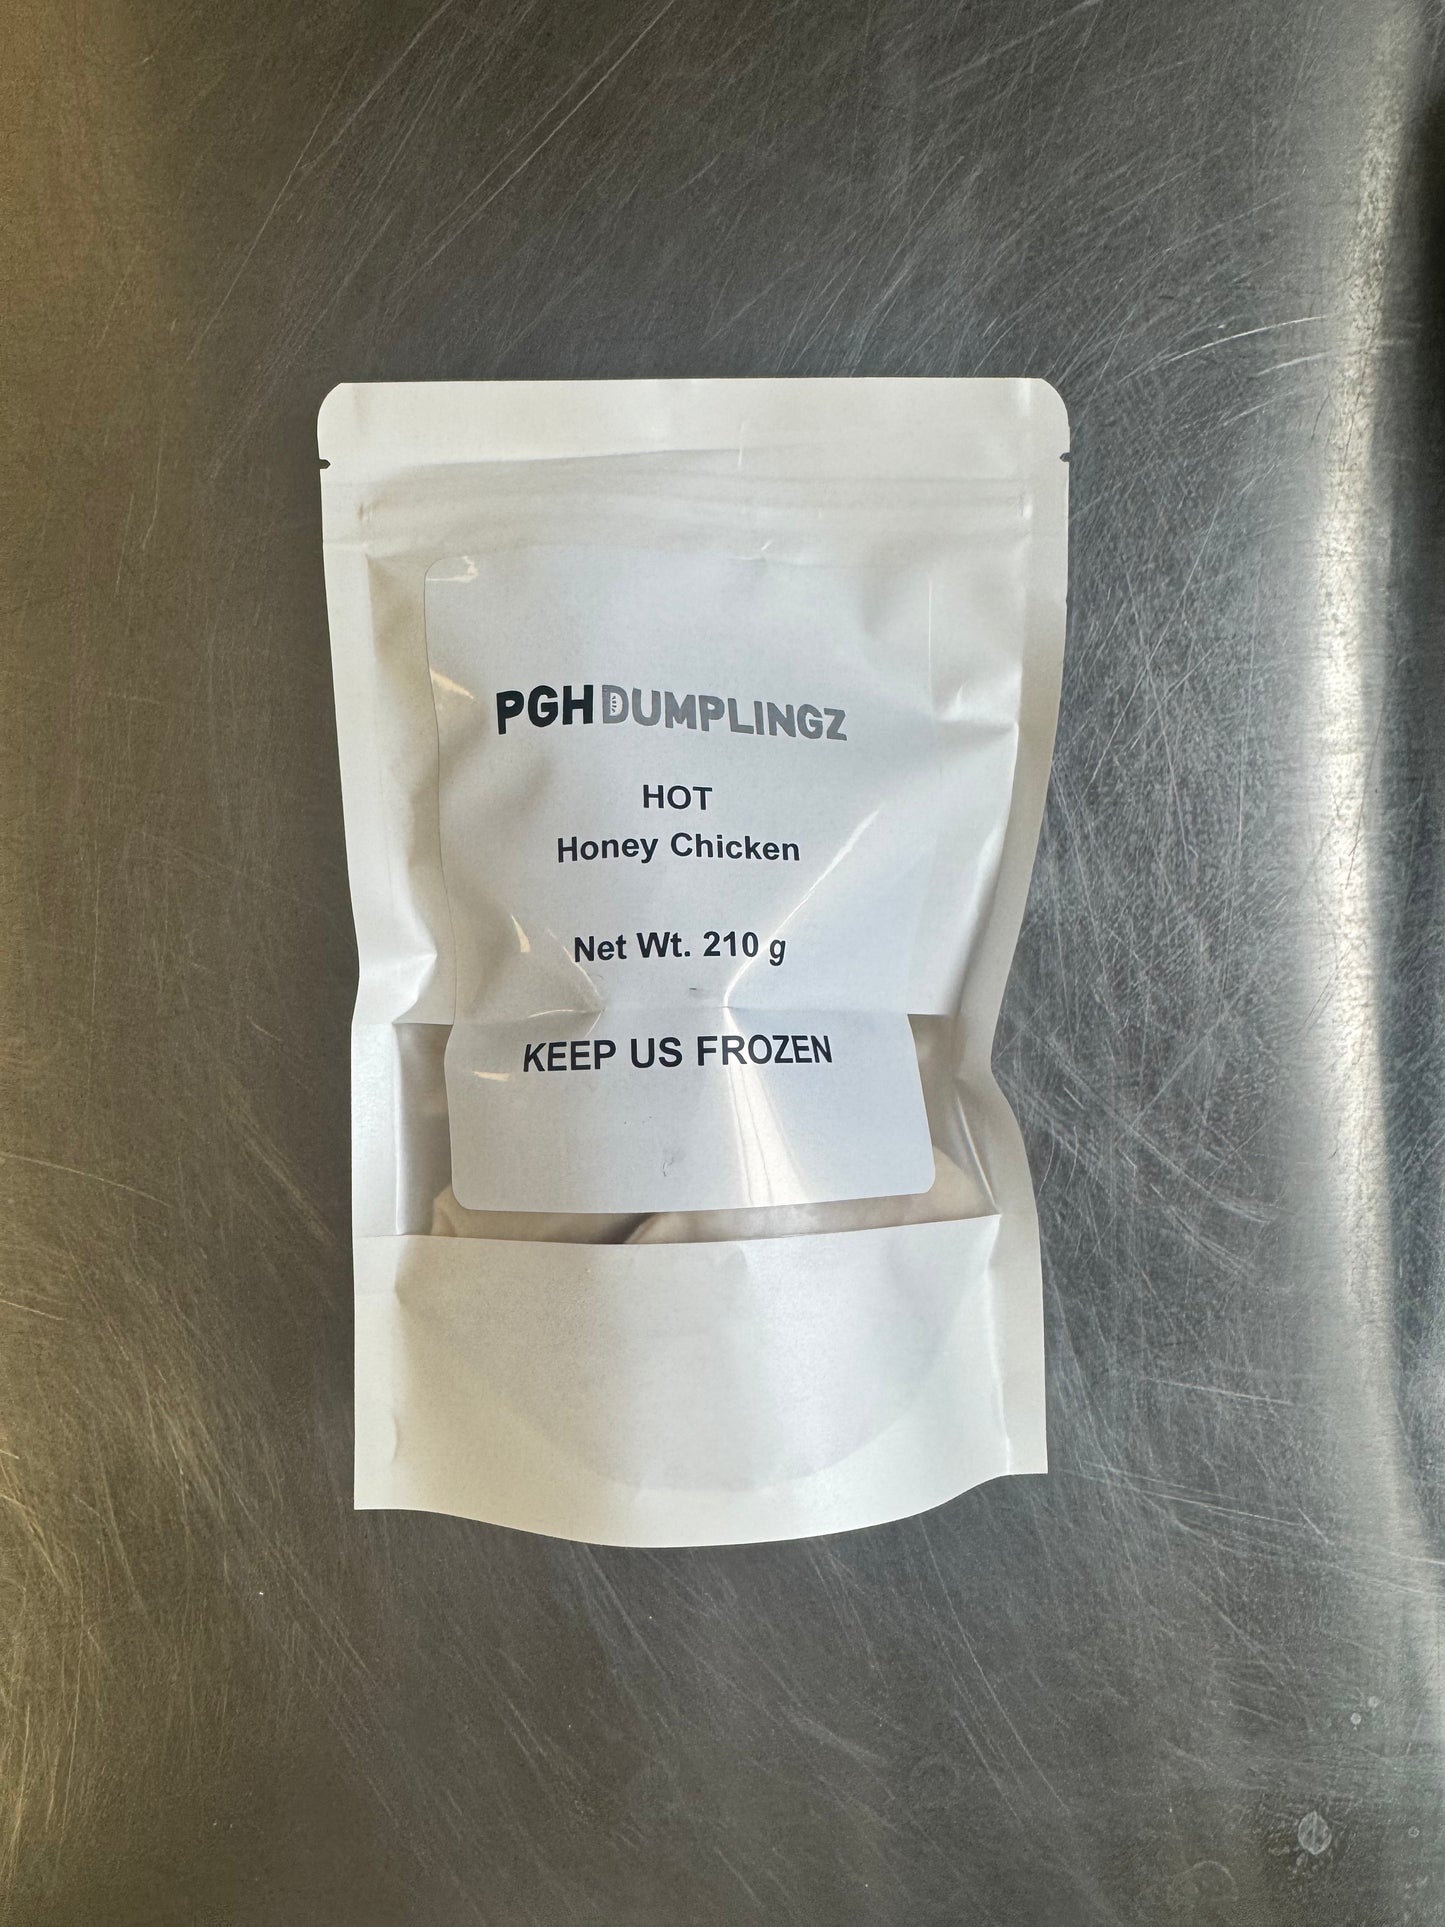 PGHDUMPLINGZ
HOT
Honey Chicken
Net Wt. 210 g
KEEP US FROZEN